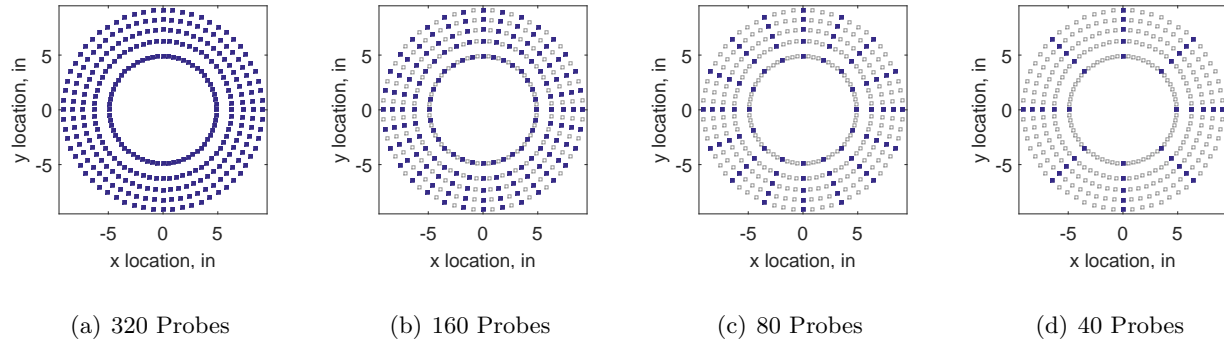 5
0
-5
y location, in
-5 0 5
x location, in
(a) 320 Probes
5
0
-5
y location, in
-5 0 5
x location, in
(b) 160 Probes
5
0
-5
y location, in
-5 0 5
x location, in
(c) 80 Probes
5
0
-5
y location, in
-5 0 5
x location, in
(d) 40 Probes